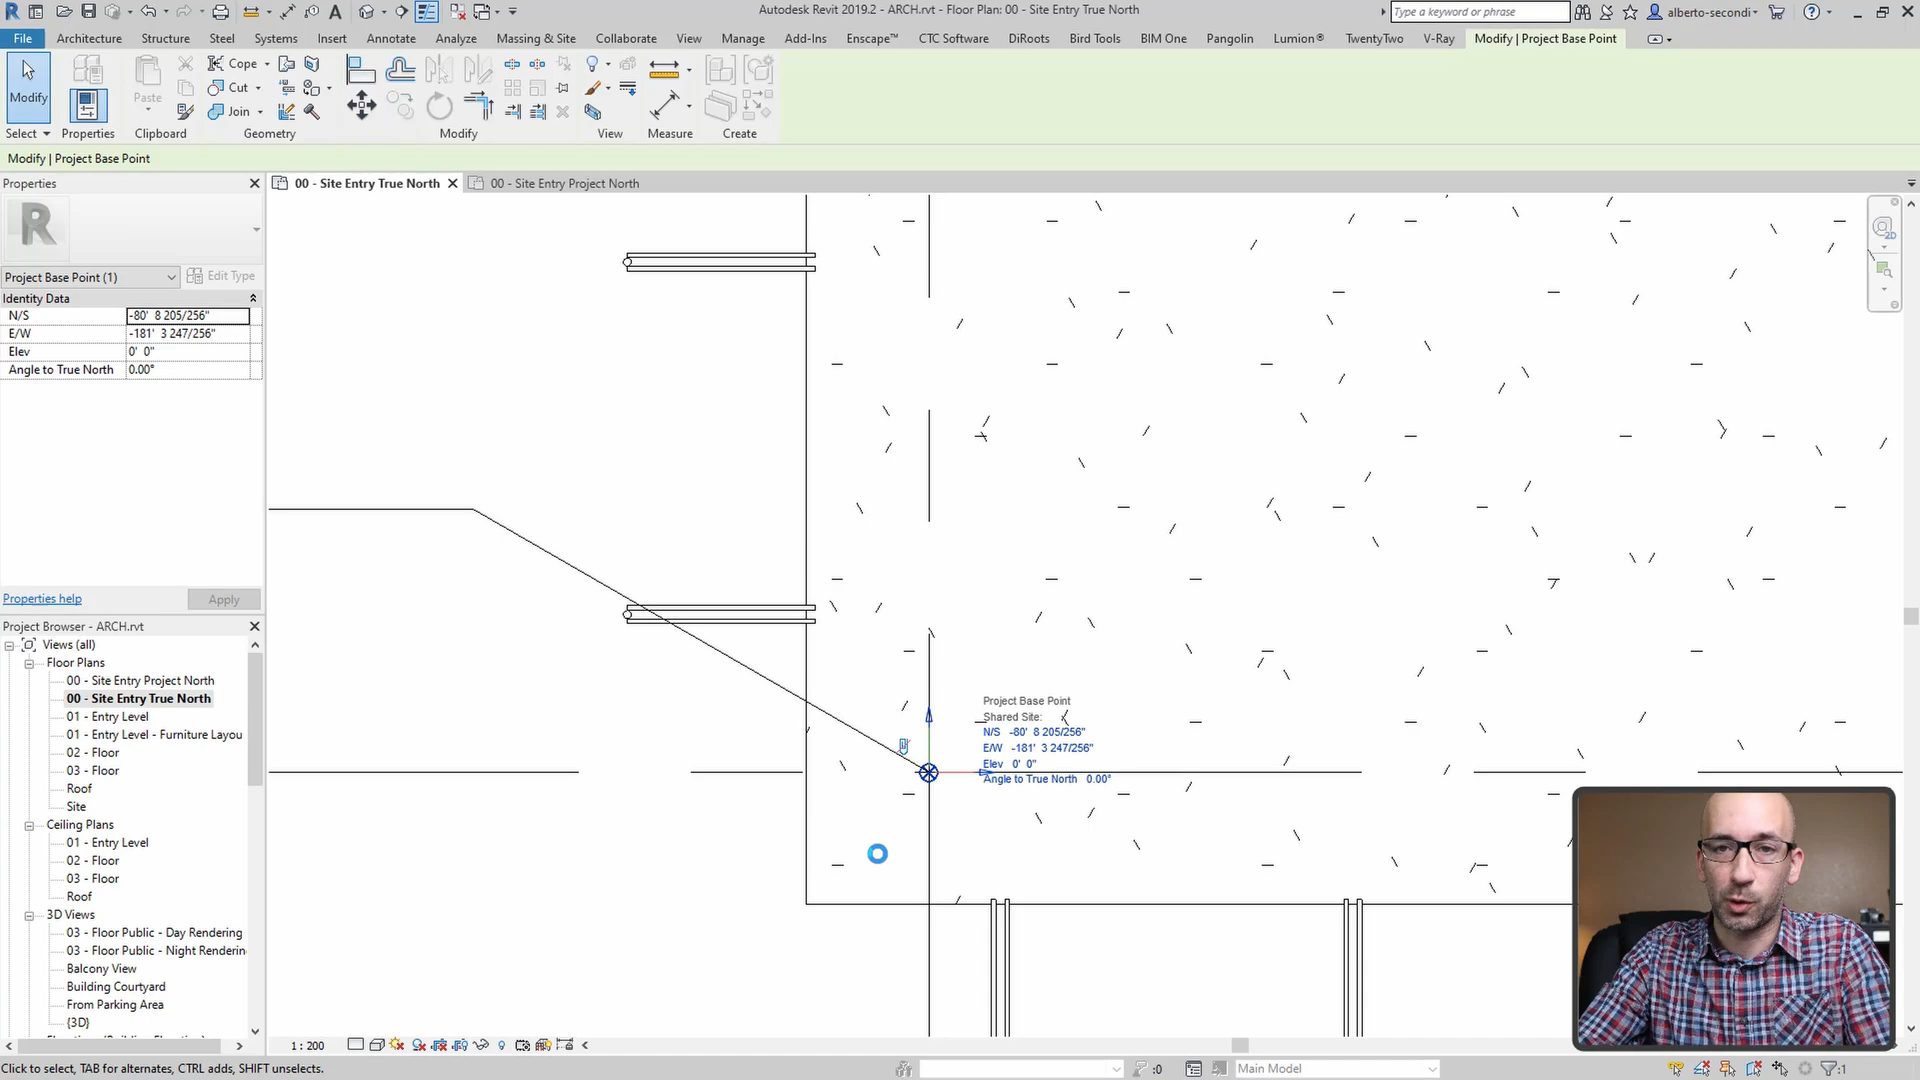 Autodesk Revit 2019.2 - ARCH.rvt - Floor Plan: 00 - Site Entry True North
Type a keyword or phrase
alberto-secondi
File Architecture Structure Steel Systems Insert Annotate Analyze Massing & Site Collaborate View Manage Add-Ins Enscape™ CTC Software DiRoots Bird Tools BIM One Pangolin Lumion® TwentyTwo V-Ray Modify | Project Base Point
Cope
Cut
Join
Modify
Paste
Select Properties Clipboard Geometry Modify View Measure Create
Modify | Project Base Point
Properties
00 - Site Entry True North
00 - Site Entry Project North
2D
R
Project Base Point (1)
Edit Type
Identity Data
N/S -80' 8 205/256"
E/W -181' 3 247/256"
Elev 0' 0"
Angle to True North 0.00°
Properties help
Apply
Project Browser - ARCH.rvt
Views (all)
Floor Plans
00 - Site Entry Project North
00 - Site Entry True North
01 - Entry Level
01 - Entry Level - Furniture Layou
02 - Floor
03 - Floor
Roof
Site
Ceiling Plans
01 - Entry Level
02 - Floor
03 - Floor
Roof
3D Views
03 - Floor Public - Day Rendering
03 - Floor Public - Night Renderin
Balcony View
Building Courtyard
From Parking Area
{3D}
Project Base Point
Shared Site:
N/S -80' 8 205/256"
E/W -181' 3 247/256"
Elev 0' 0"
Angle to True North 0.00°
1 : 200
Click to select, TAB for alternates, CTRL adds, SHIFT unselects.
:0
Main Model
:1